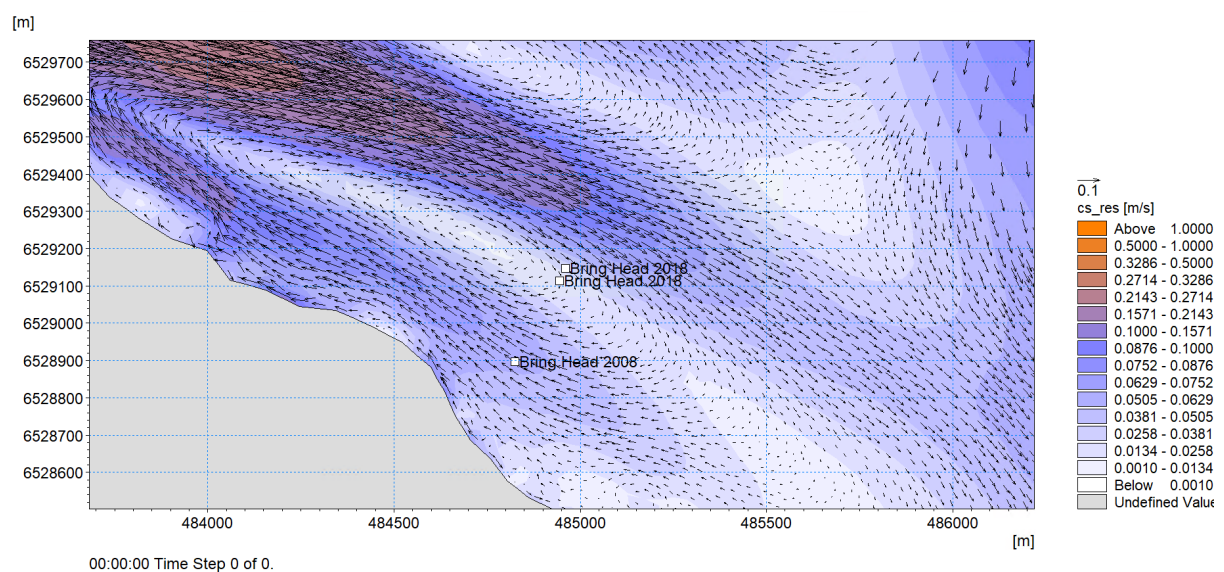 [m]
6529700
6529600
6529500
6529400
6529300
6529200
6529100
6529000
6528900
6528800
6528700
6528600
Bring Head 2018
Bring Head 2018
Bring Head 2008
484000 484500 485000 485500 486000
[m]
00:00:00 Time Step 0 of 0.
0.1
cs_res [m/s]
Above 1.0000
0.5000 - 1.0000
0.3286 - 0.5000
0.2714 - 0.3286
0.2143 - 0.2714
0.1571 - 0.2143
0.1000 - 0.1571
0.0876 - 0.1000
0.0752 - 0.0876
0.0629 - 0.0752
0.0505 - 0.0629
0.0381 - 0.0505
0.0258 - 0.0381
0.0134 - 0.0258
0.0010 - 0.0134
Below 0.0010
Undefined Value